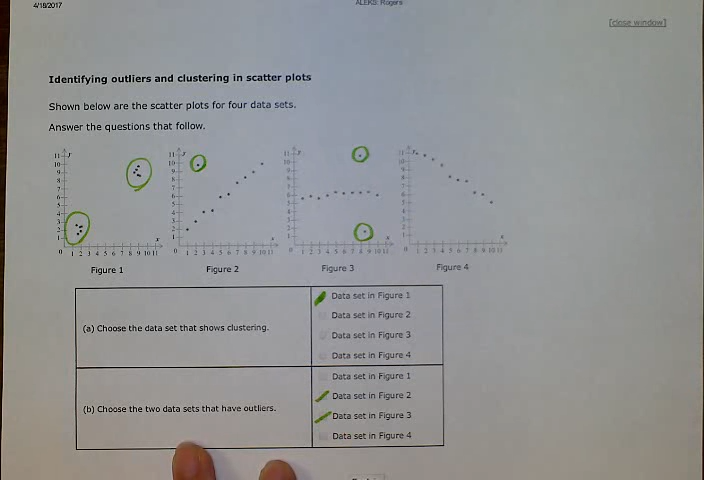 4/18/2017
ALEKS: Rogers
[close window]
Identifying outliers and clustering in scatter plots
Shown below are the scatter plots for four data sets.
Answer the questions that follow.
Figure 1
Figure 2
Figure 3
Figure 4
(a) Choose the data set that shows clustering.
Data set in Figure 1
Data set in Figure 2
Data set in Figure 3
Data set in Figure 4
(b) Choose the two data sets that have outliers.
Data set in Figure 1
Data set in Figure 2
Data set in Figure 3
Data set in Figure 4